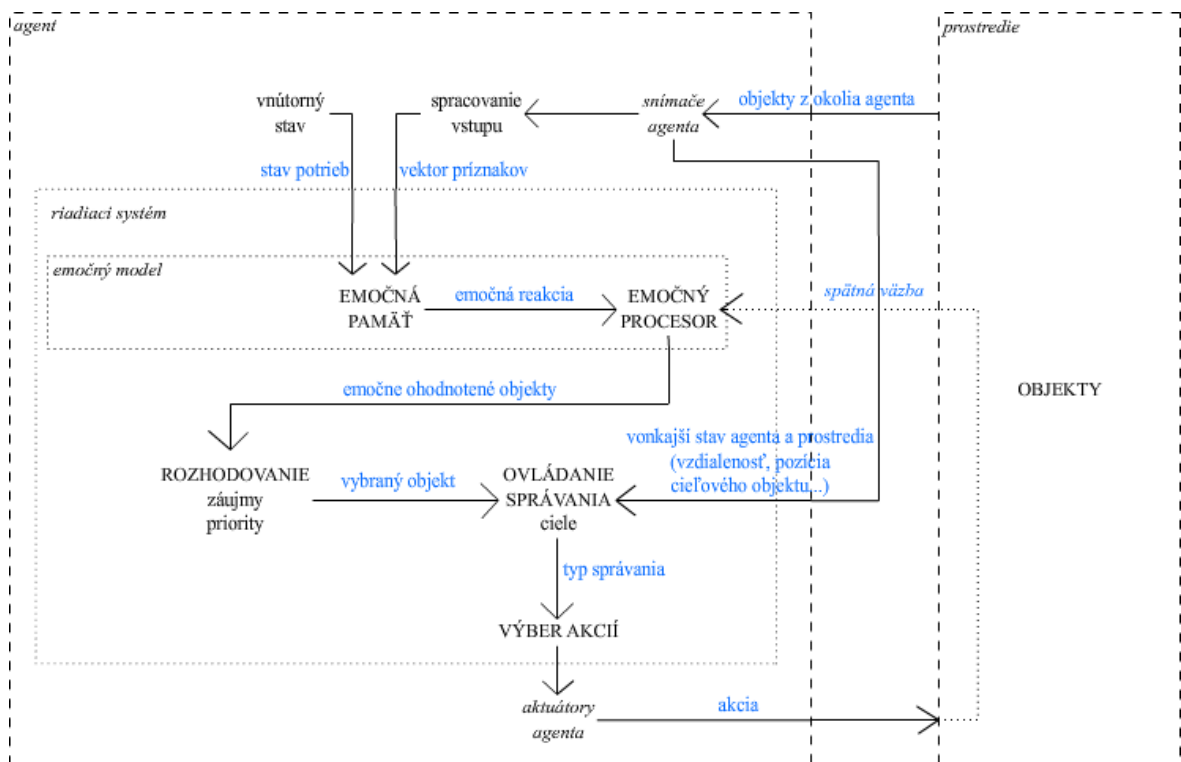 agent
prostredie
vnútorný
stav
spracovanie
vstupu
snímače
agenta
objekty z okolia agenta
stav potrieb
vektor príznakov
riadiaci systém
emočný model
EMOČNÁ
PAMÄŤ
emočná reakcia
EMOČNÝ
PROCESOR
spätná väzba
emočne ohodnotené objekty
OBJEKTY
ROZHODOVANIE
záujmy
priority
vybraný objekt
OVLÁDANIE
SPRÁVANIA
ciele
vonkajší stav agenta a prostredia
(vzdialenosť, pozícia
cieľového objektu...)
typ správania
VÝBER AKCIÍ
aktuátory
agenta
akcia